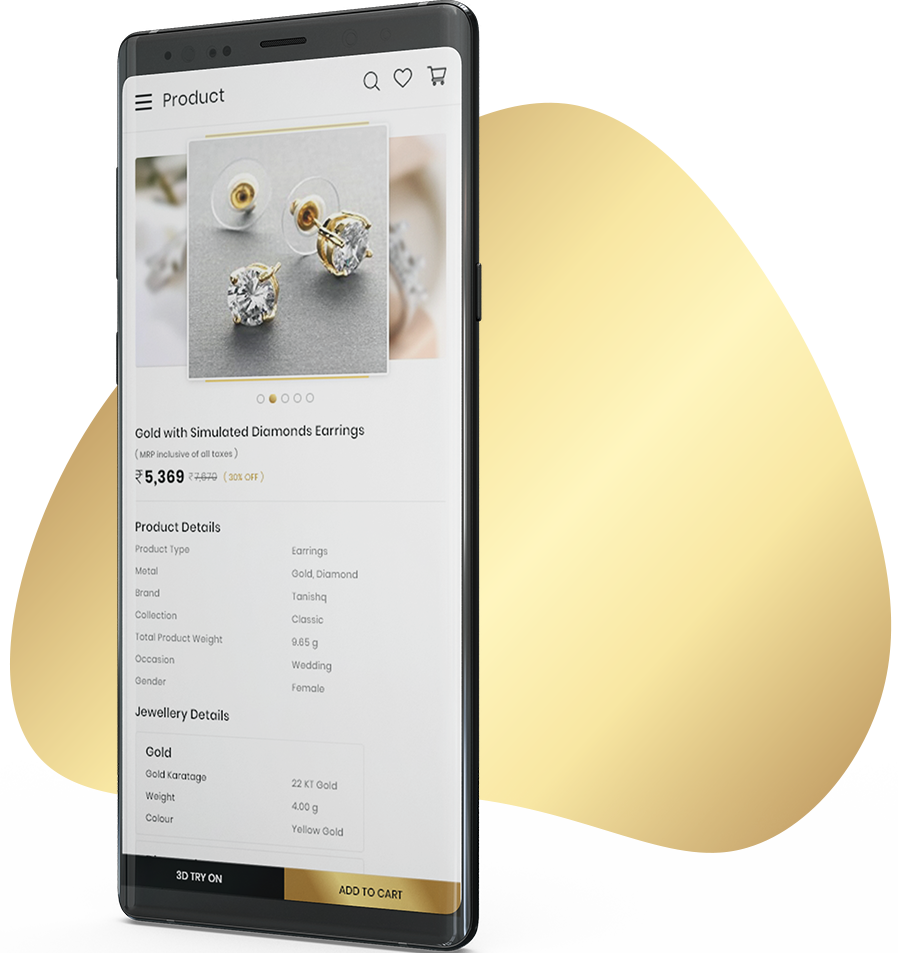 Product
Gold with Simulated Diamonds Earrings
( MRP inclusive of all taxes )
₹5,369 ₹7,670 ( 30% OFF )
Product Details
Product Type Earrings
Metal Gold, Diamond
Brand Tanishq
Collection Classic
Total Product Weight 9.65 g
Occasion Wedding
Gender Female
Jewellery Details
Gold
Gold Karatage 22 KT Gold
Weight 4.00 g
Colour Yellow Gold
3D TRY ON ADD TO CART